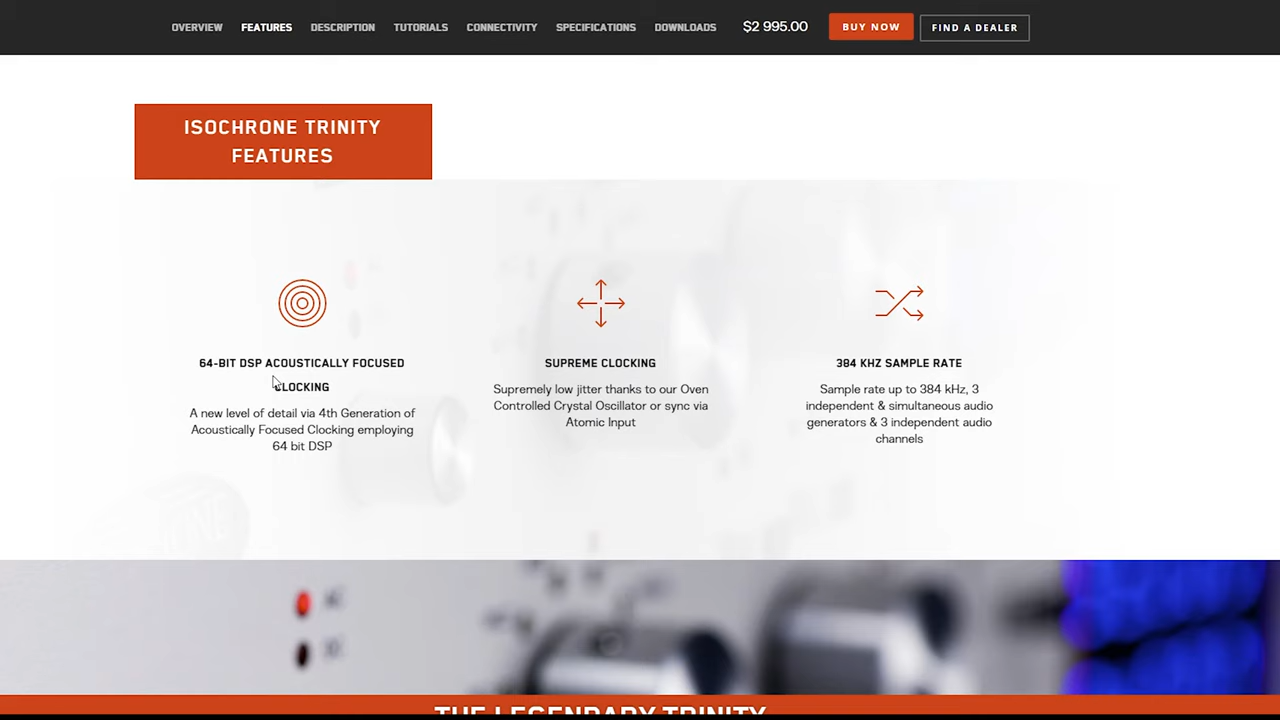 OVERVIEW FEATURES DESCRIPTION TUTORIALS CONNECTIVITY SPECIFICATIONS DOWNLOADS $2 995.00 BUY NOW FIND A DEALER
ISOCHRONE TRINITY
FEATURES
64-BIT DSP ACOUSTICALLY FOCUSED
CLOCKING
A new level of detail via 4th Generation of
Acoustically Focused Clocking employing
64 bit DSP
SUPREME CLOCKING
Supremely low jitter thanks to our Oven
Controlled Crystal Oscillator or sync via
Atomic Input
384 KHZ SAMPLE RATE
Sample rate up to 384 kHz, 3
independent & simultaneous audio
generators & 3 independent audio
channels
THE LEGENDARY TRINITY